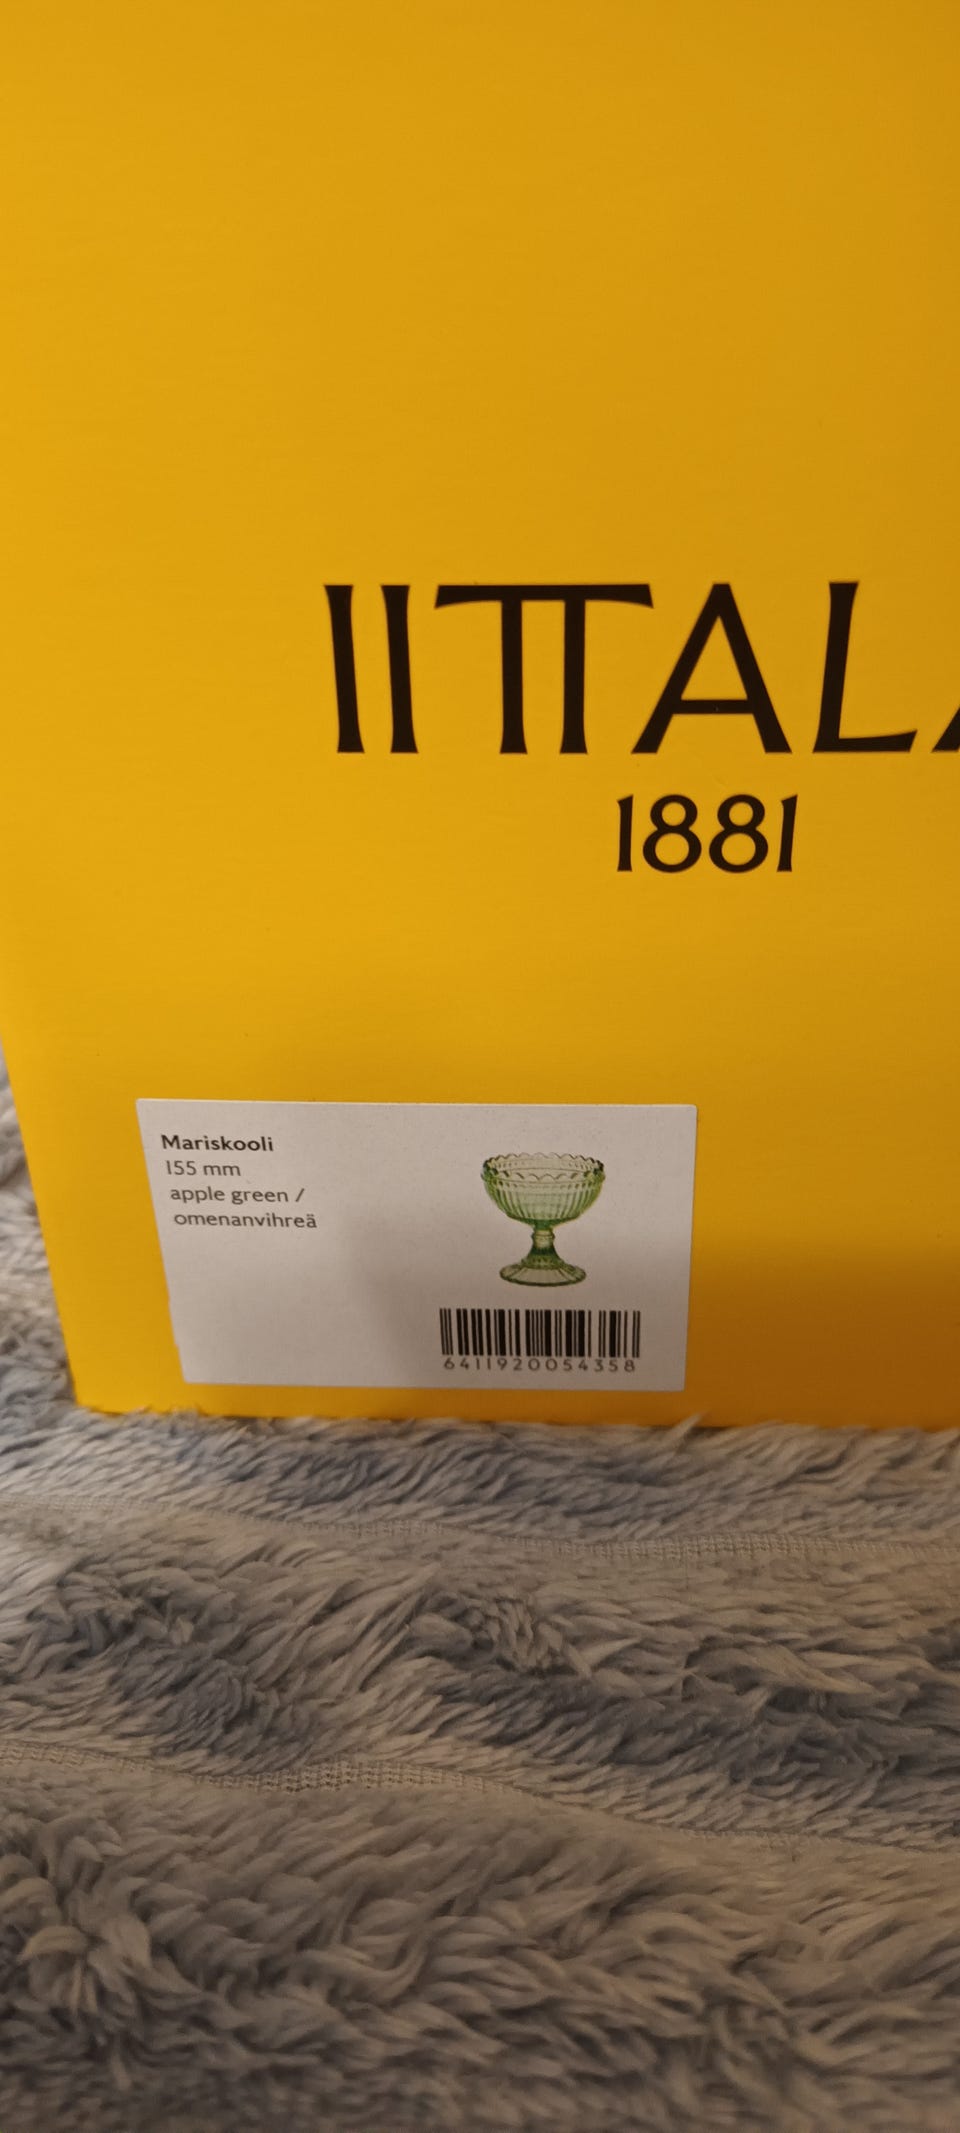 IITTALA
1881
Mariskooli
155 mm
apple green /
omenanvihreä
6411920054358